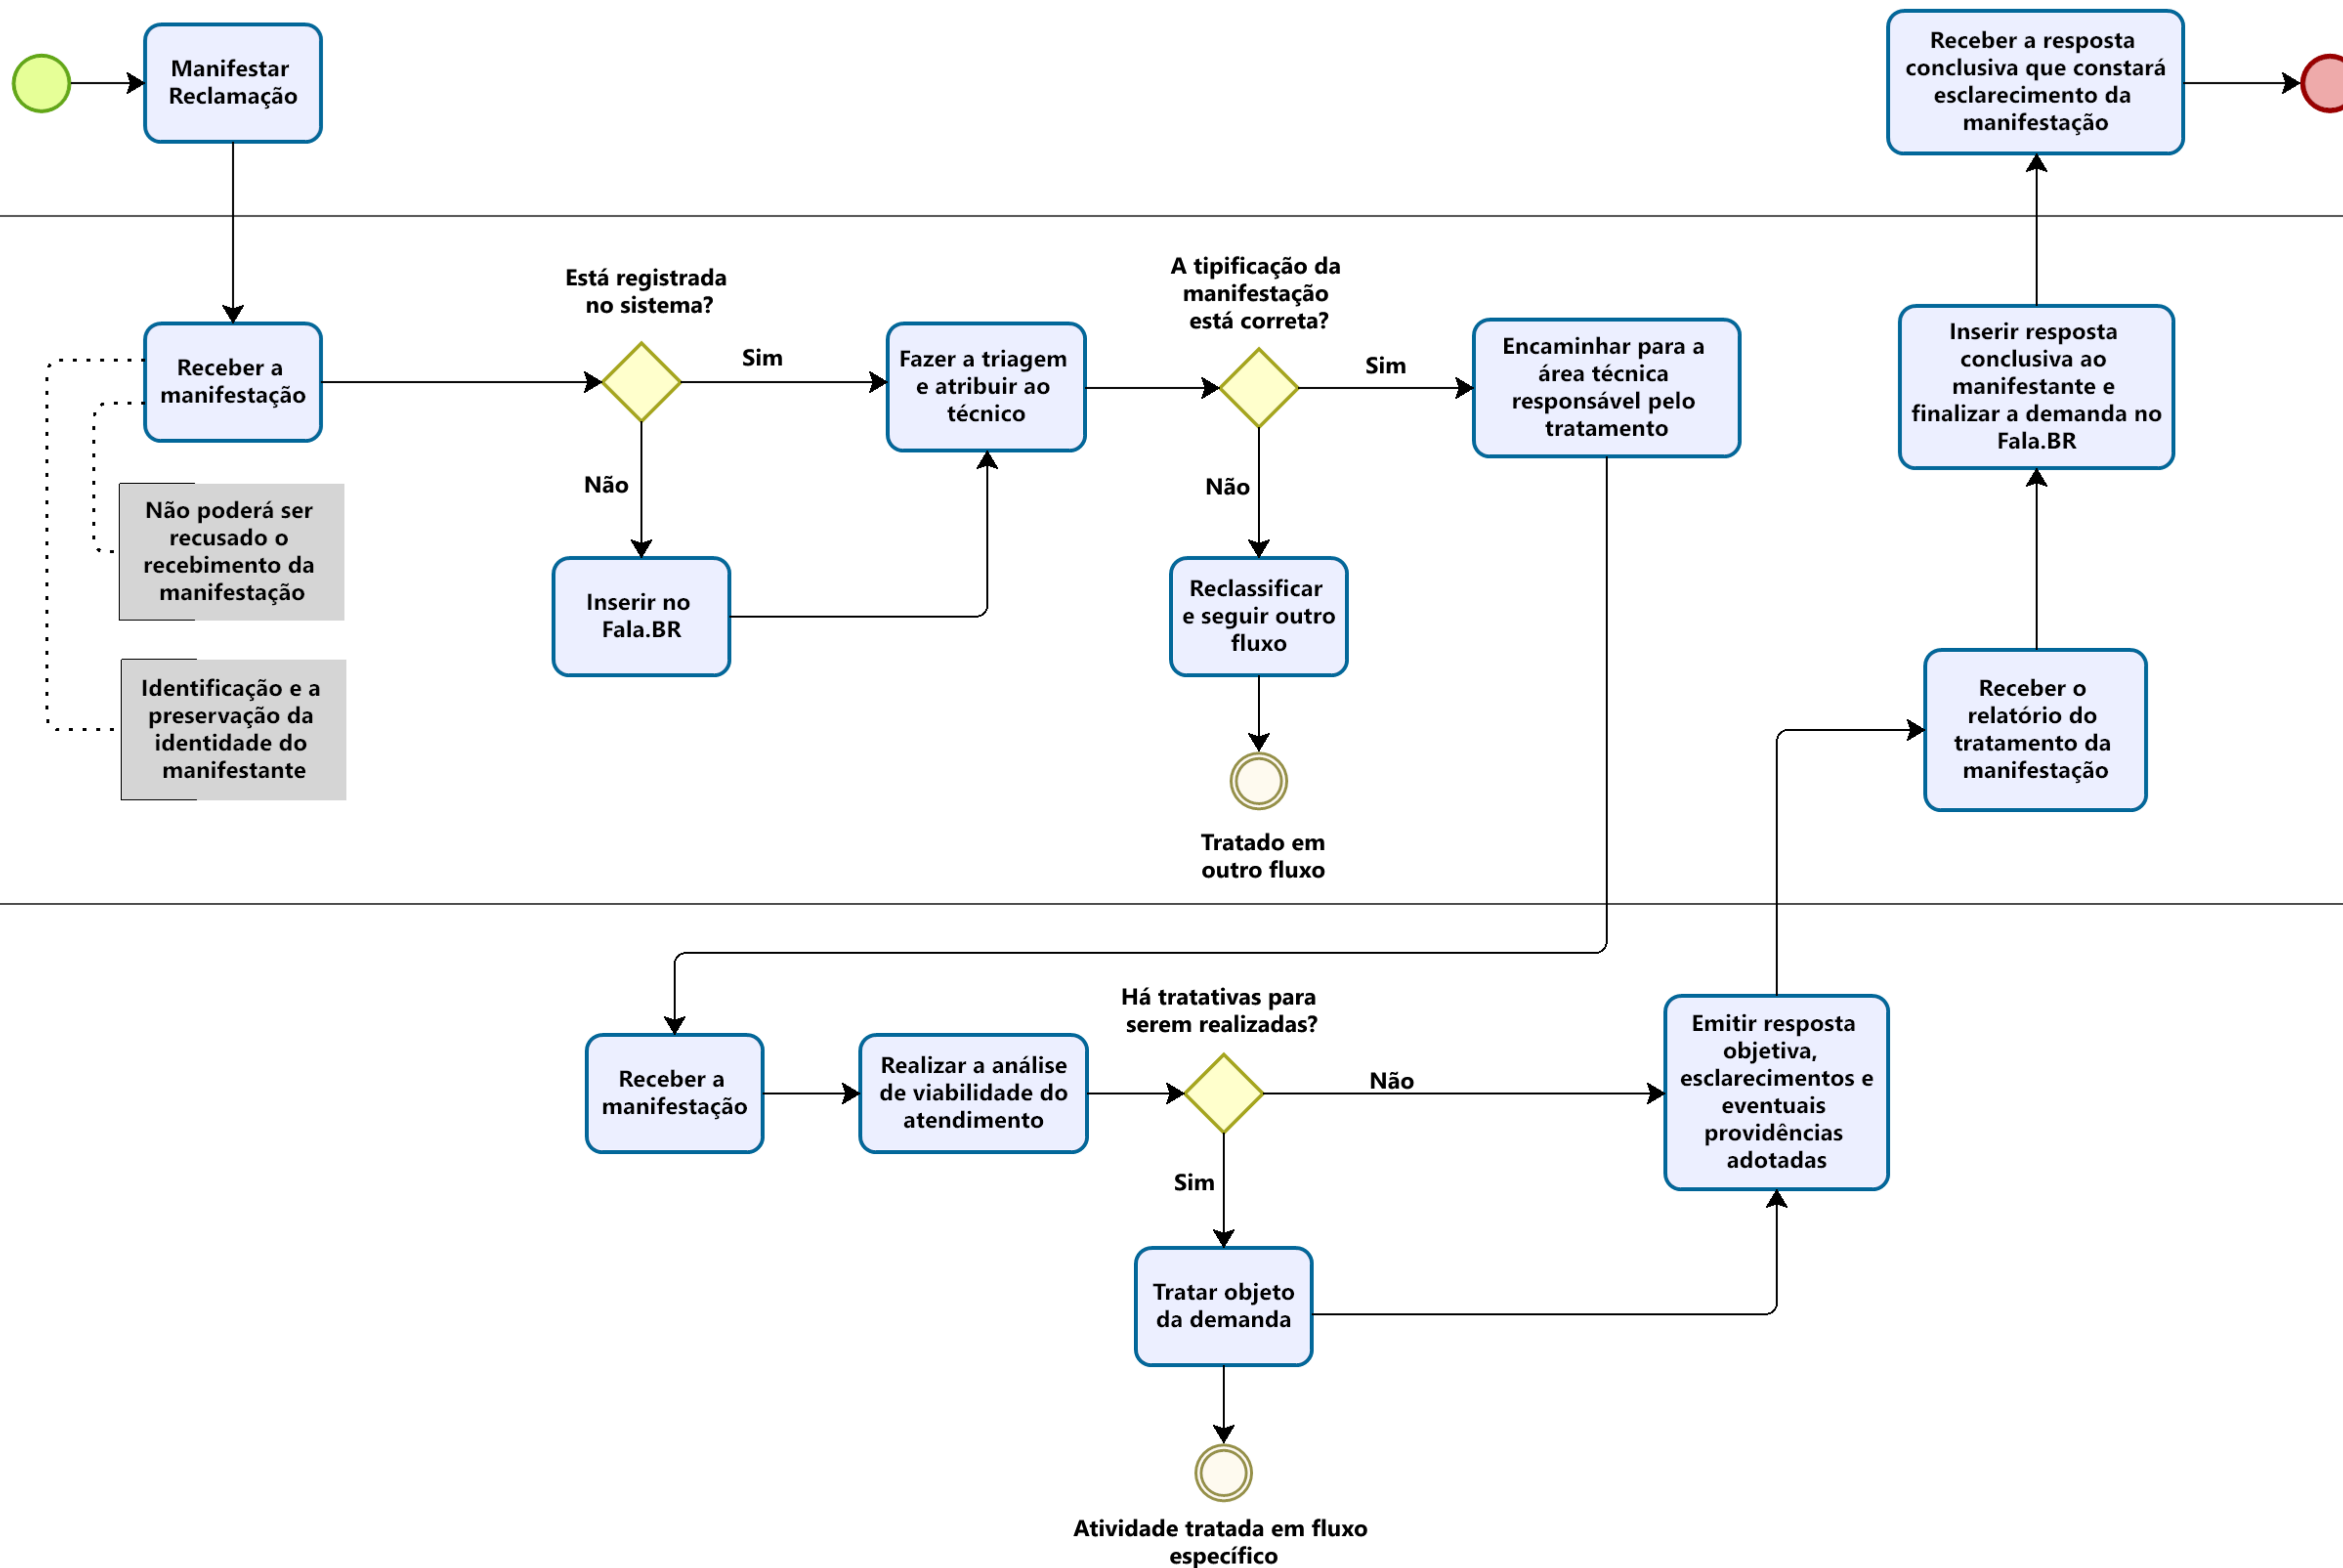 Manifestar
Reclamação
Receber a resposta
conclusiva que constará
esclarecimento da
manifestação
Está registrada
no sistema?
A tipificação da
manifestação
está correta?
Receber a
manifestação
Sim
Fazer a triagem
e atribuir ao
técnico
Sim
Encaminhar para a
área técnica
responsável pelo
tratamento
Inserir resposta
conclusiva ao
manifestante e
finalizar a demanda no
Fala.BR
Não
Não
Não poderá ser
recusado o
recebimento da
manifestação
Inserir no
Fala.BR
Reclassificar
e seguir outro
fluxo
Identificação e a
preservação da
identidade do
manifestante
Receber o
relatório do
tratamento da
manifestação
Tratado em
outro fluxo
Há tratativas para
serem realizadas?
Receber a
manifestação
Realizar a análise
de viabilidade do
atendimento
Não
Emitir resposta
objetiva,
esclarecimentos e
eventuais
providências
adotadas
Sim
Tratar objeto
da demanda
Atividade tratada em fluxo
específico